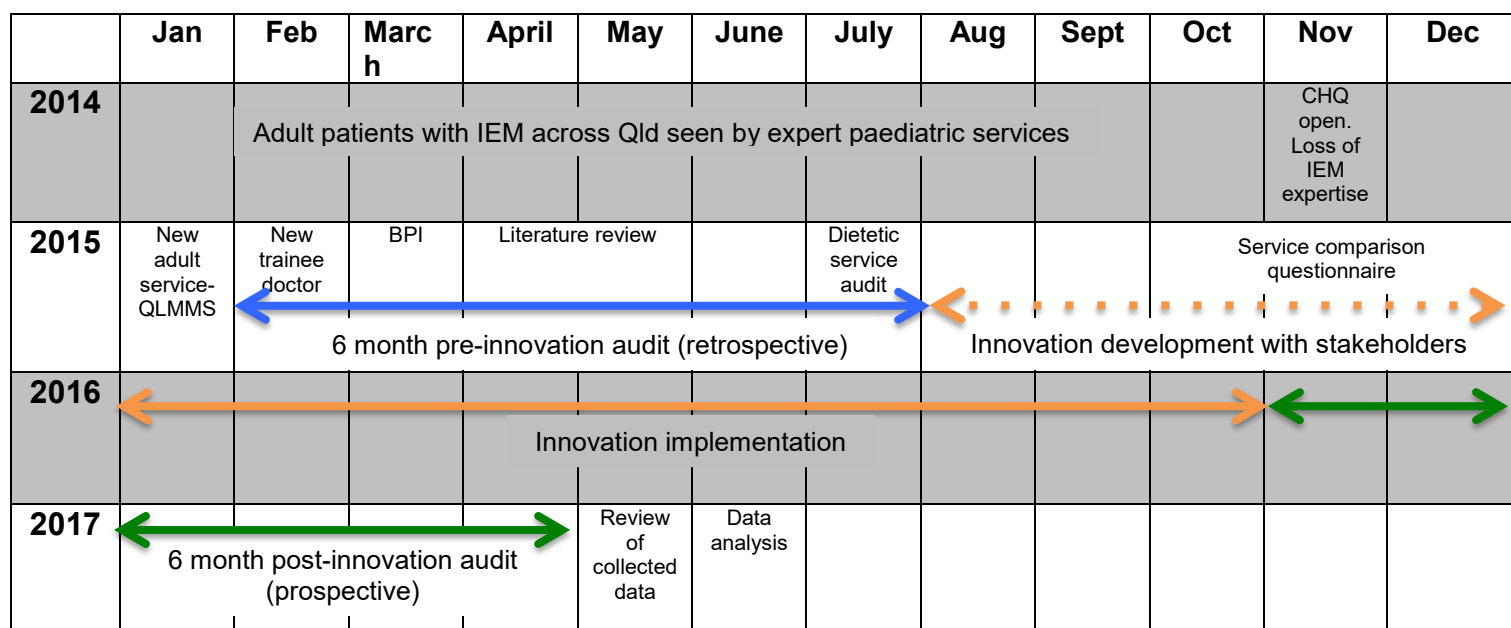 Jan Feb Marc April May June July Aug Sept Oct Nov Dec
h
2014
CHQ
open.
Loss of
IEM
expertise
Adult patients with IEM across Qld seen by expert paediatric services
2015
New
adult
service-
QLMMS
New
trainee
doctor
BPI
Literature review
Dietetic
service
audit
Service comparison
questionnaire
6 month pre-innovation audit (retrospective)
Innovation development with stakeholders
2016
Innovation implementation
2017
6 month post-innovation audit
(prospective)
Review
of
collected
data
Data
analysis